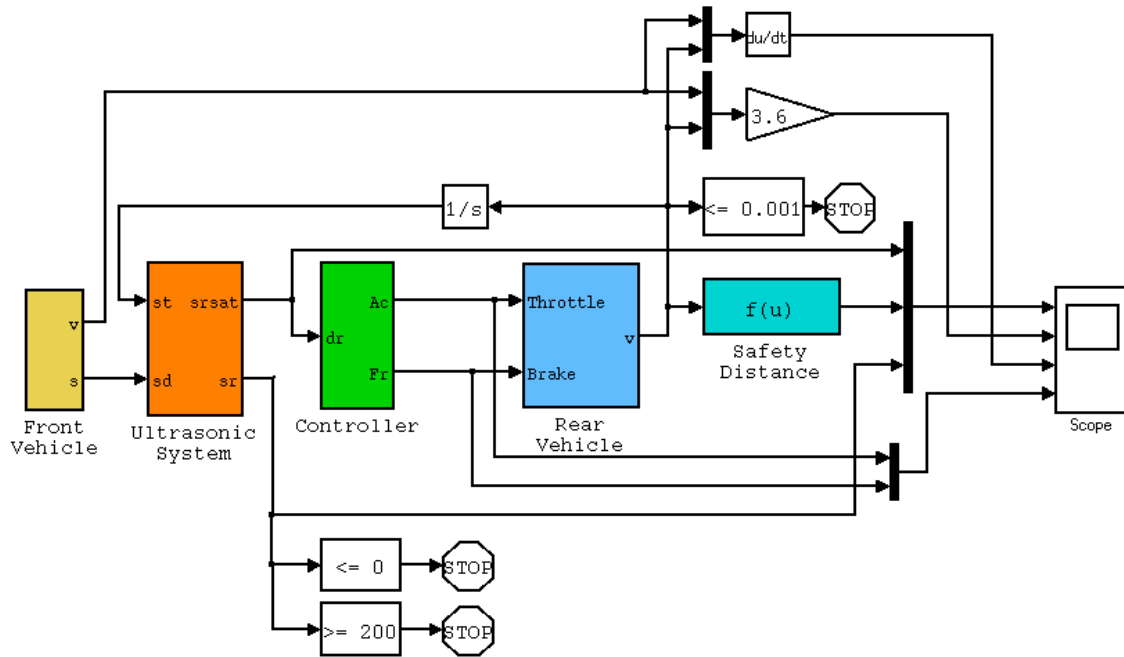 du/dt
3.6
1/s
<= 0.001
STOP
v
s
Front
Vehicle
st
srsat
sd
sr
Ultrasonic
System
Ac
dr
Fr
Controller
Throttle
v
Brake
Rear
Vehicle
f(u)
Safety
Distance
Scope
<= 0
STOP
>= 200
STOP